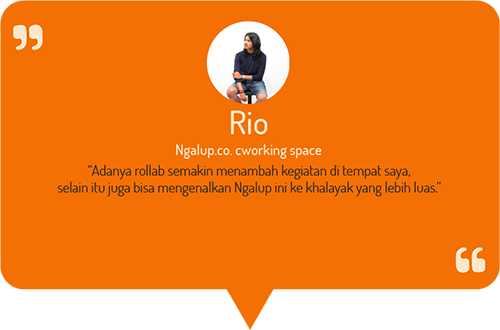 Rio
Ngalup.co. cworking space
“Adanya rollab semakin menambah kegiatan di tempat saya,
selain itu juga bisa mengenalkan Ngalup ini ke khalayak yang lebih luas.”